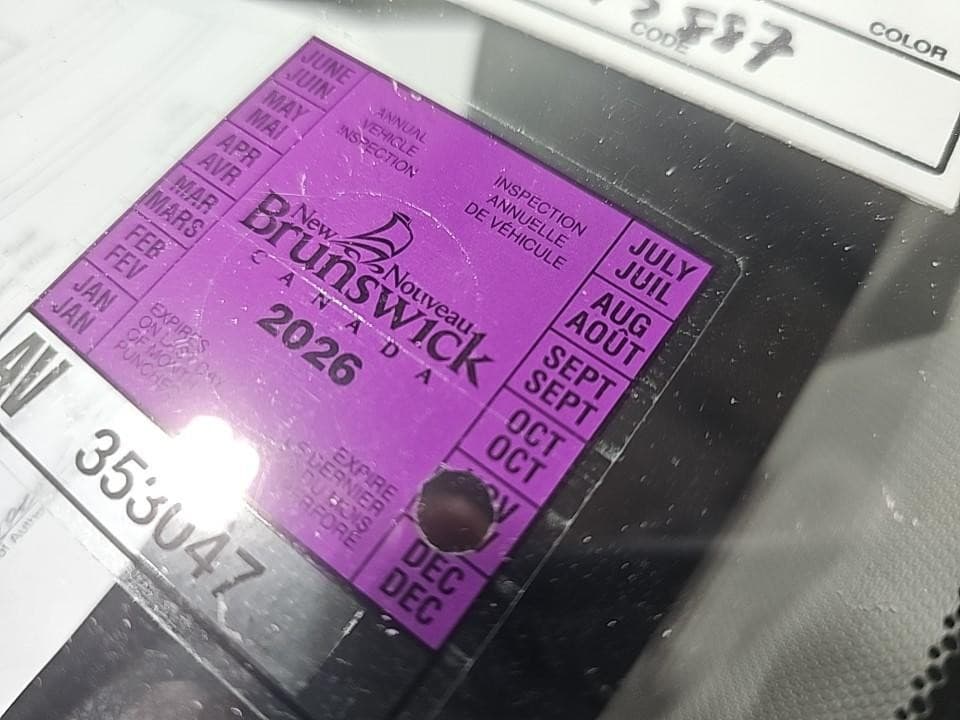 CODE
887
COLOR
JUNE
JUIN
MAY
MAI
APR
AVR
MAR
MARS
FEB
FEV
JAN
JAN
ANNUAL
VEHICLE
INSPECTION
INSPECTION
ANNUELLE
DE VÉHICULE
New Nouveau
Brunswick
CANADA
2026
EXPIRES
ON LAST DAY
OF MONTH
PUNCHED
EXPIRE
LE DERNIER
JULY
JUIL
AUG
AOÛT
SEPT
SEPT
OCT
OCT
DEC
DEC
AV
353047